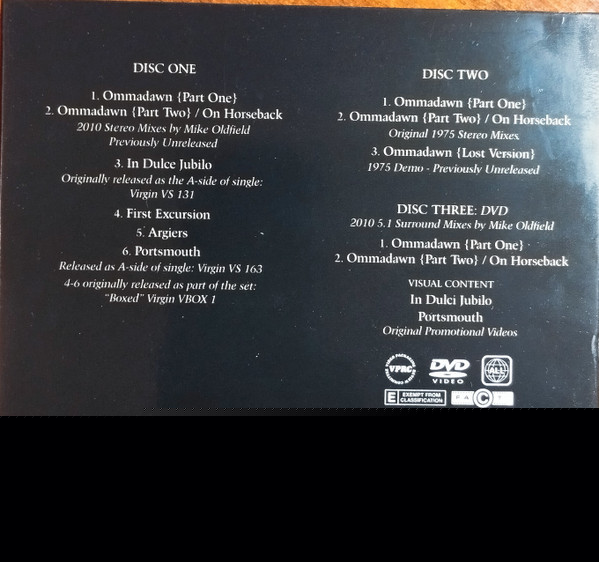 DISC ONE
1. Ommadawn {Part One}
2. Ommadawn {Part Two} / On Horseback
2010 Stereo Mixes by Mike Oldfield
Previously Unreleased
3. In Dulce Jubilo
Originally released as the A-side of single:
Virgin VS 131
4. First Excursion
5. Argiers
6. Portsmouth
Released as A-side of single: Virgin VS 163
4-6 originally released as part of the set:
"Boxed" Virgin VBOX 1
DISC TWO
1. Ommadawn {Part One}
2. Ommadawn {Part Two} / On Horseback
Original 1975 Stereo Mixes
3. Ommadawn {Lost Version}
1975 Demo - Previously Unreleased
DISC THREE: DVD
2010 5.1 Surround Mixes by Mike Oldfield
1. Ommadawn {Part One}
2. Ommadawn {Part Two} / On Horseback
VISUAL CONTENT
In Dulci Jubilo
Portsmouth
Original Promotional Videos
VPRC
DVD
VIDEO
ALL
E EXEMPT FROM
CLASSIFICATION
F A C T